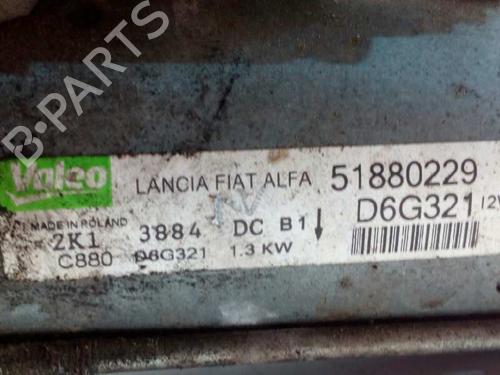 B-PARTS
Valeo LANCIA FIAT ALFA 51880229
MADE IN POLAND D6G321 12V
2K1 3884 DC B1 ↓
C880 D6G321 1.3 KW